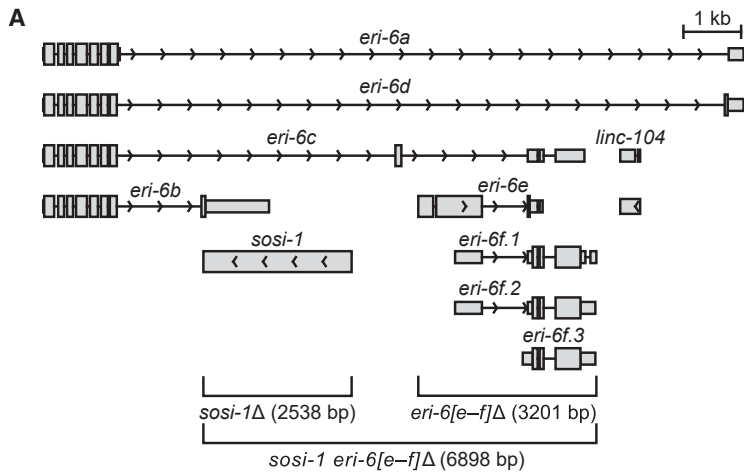 A
1 kb
eri-6a
eri-6d
eri-6c
linc-104
eri-6b
eri-6e
sosi-1
eri-6f.1
eri-6f.2
eri-6f.3
sosi-1Δ (2538 bp)
eri-6[e–f]Δ (3201 bp)
sosi-1 eri-6[e–f]Δ (6898 bp)